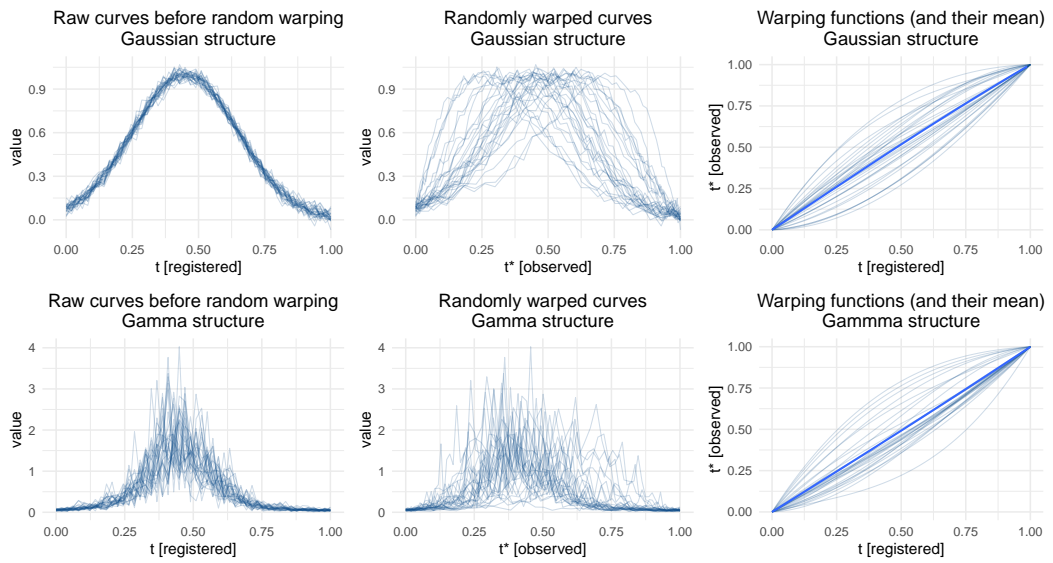 Raw curves before random warping
Gaussian structure
0.9
0.6
0.3
0.0
value
0.00
0.25
0.50
0.75
1.00
t [registered]
Randomly warped curves
Gaussian structure
0.9
0.6
0.3
0.0
value
0.00
0.25
0.50
0.75
1.00
t* [observed]
Warping functions (and their mean)
Gaussian structure
1.00
0.75
0.50
0.25
0.00
t* [observed]
0.00
0.25
0.50
0.75
1.00
t [registered]
Raw curves before random warping
Gamma structure
4
3
2
1
0
value
0.00
0.25
0.50
0.75
1.00
t [registered]
Randomly warped curves
Gamma structure
4
3
2
1
0
value
0.00
0.25
0.50
0.75
1.00
t* [observed]
Warping functions (and their mean)
Gammma structure
1.00
0.75
0.50
0.25
0.00
t* [observed]
0.00
0.25
0.50
0.75
1.00
t [registered]